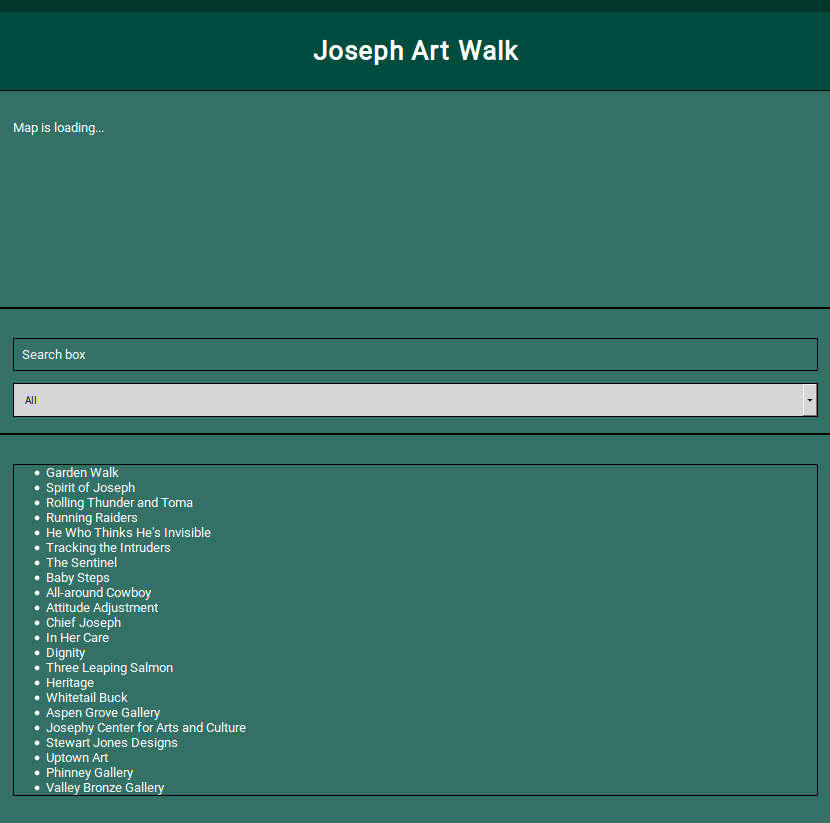 Joseph Art Walk
Map is loading...
Search box
All
Garden Walk
Spirit of Joseph
Rolling Thunder and Toma
Running Raiders
He Who Thinks He's Invisible
Tracking the Intruders
The Sentinel
Baby Steps
All-around Cowboy
Attitude Adjustment
Chief Joseph
In Her Care
Dignity
Three Leaping Salmon
Heritage
Whitetail Buck
Aspen Grove Gallery
Josephy Center for Arts and Culture
Stewart Jones Designs
Uptown Art
Phinney Gallery
Valley Bronze Gallery